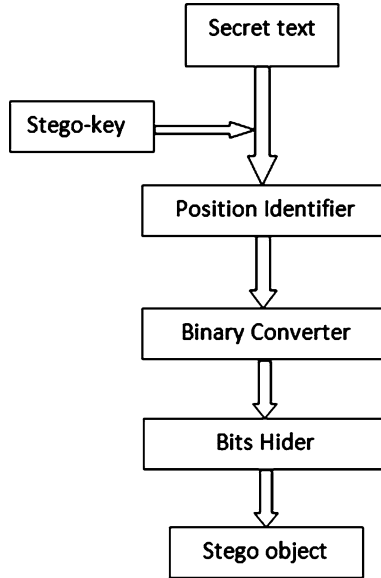 Secret text
Stego-key
Position Identifier
Binary Converter
Bits Hider
Stego object